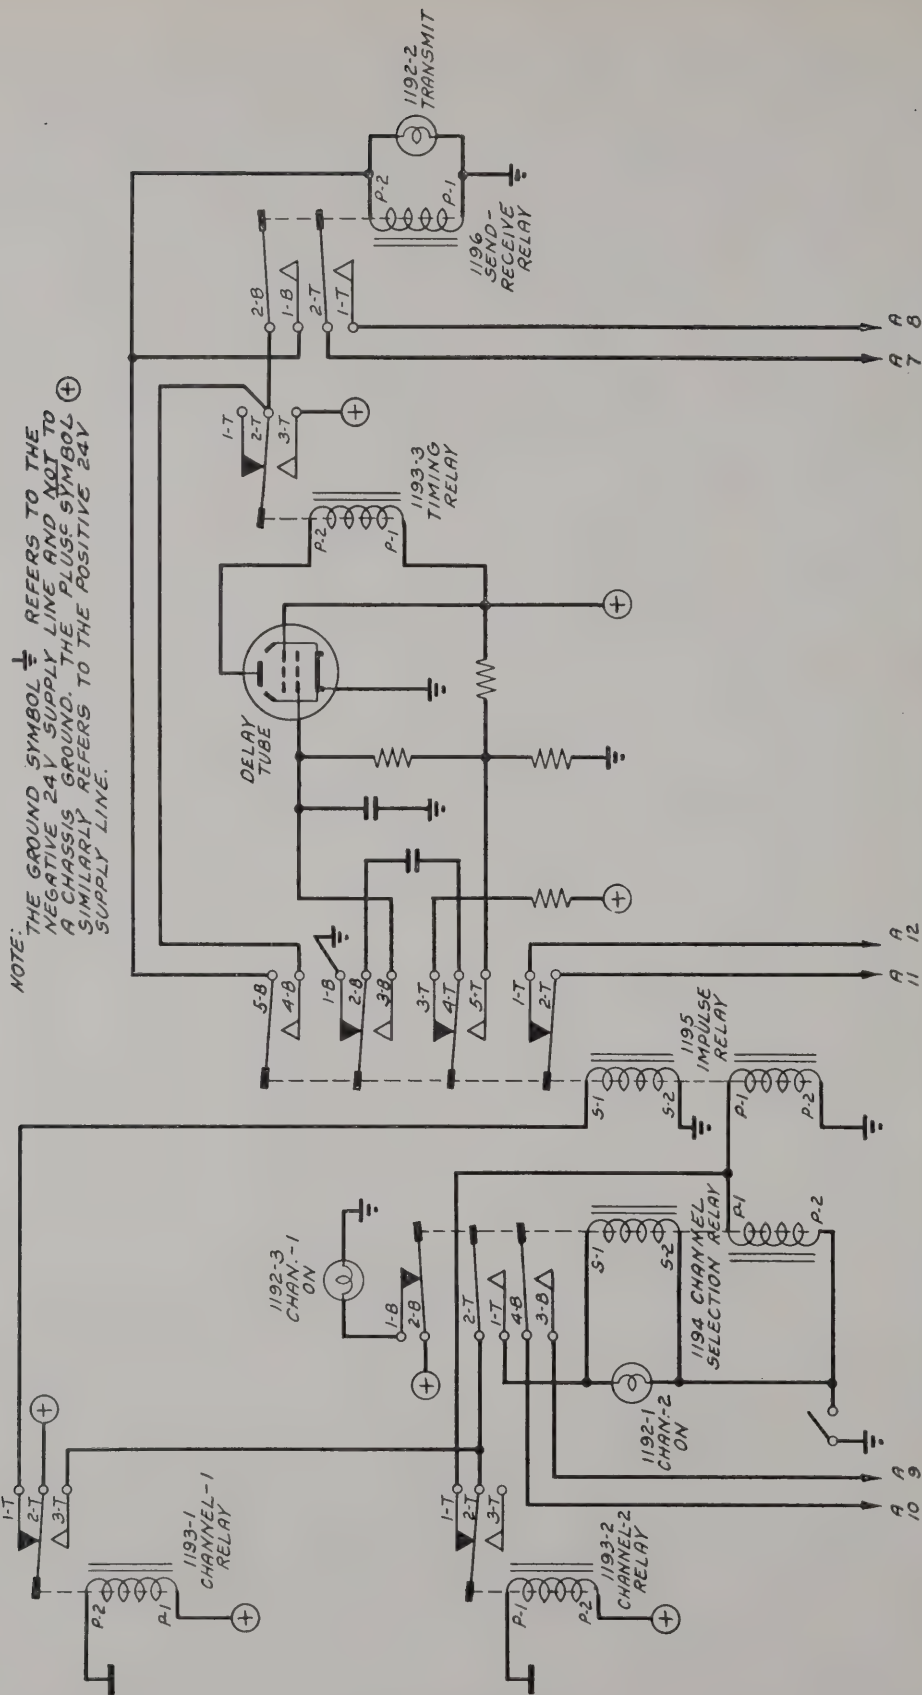 NOTE:
THE GROUND SYMBOL REFERS TO THE
NEGATIVE 24V SUPPLY LINE AND NOT TO
A CHASSIS GROUND. THE PLUS SYMBOL +
SIMILARLY REFERS TO THE POSITIVE 24V
SUPPLY LINE.
1-T
2-T
3-T
+
1193-1
CHANNEL-1
RELAY
P-2
P-1
+
1-T
2-T
3-T
1193-2
CHANNEL-2
RELAY
P-1
P-2
+
1192-3
CHAN.-1
ON
1-B
2-B
+
2-T
1-T
4-B
3-B
1192-1
CHAN.-2
ON
S-1
S-2
1194 CHANNEL
SELECTION RELAY
P-1
P-2
A
10
A
9
5-B
4-B
1-B
2-B
3-B
3-T
4-T
5-T
1-T
2-T
+
S-1
S-2
1195
IMPULSE
RELAY
P-1
P-2
A
11
A
12
DELAY
TUBE
+
P-2
P-1
1193-3
TIMING
RELAY
1-T
2-T
3-T
+
2-B
1-B
2-T
1-T
1196
SEND-
RECEIVE
RELAY
P-2
P-1
1192-2
TRANSMIT
A
7
A
8